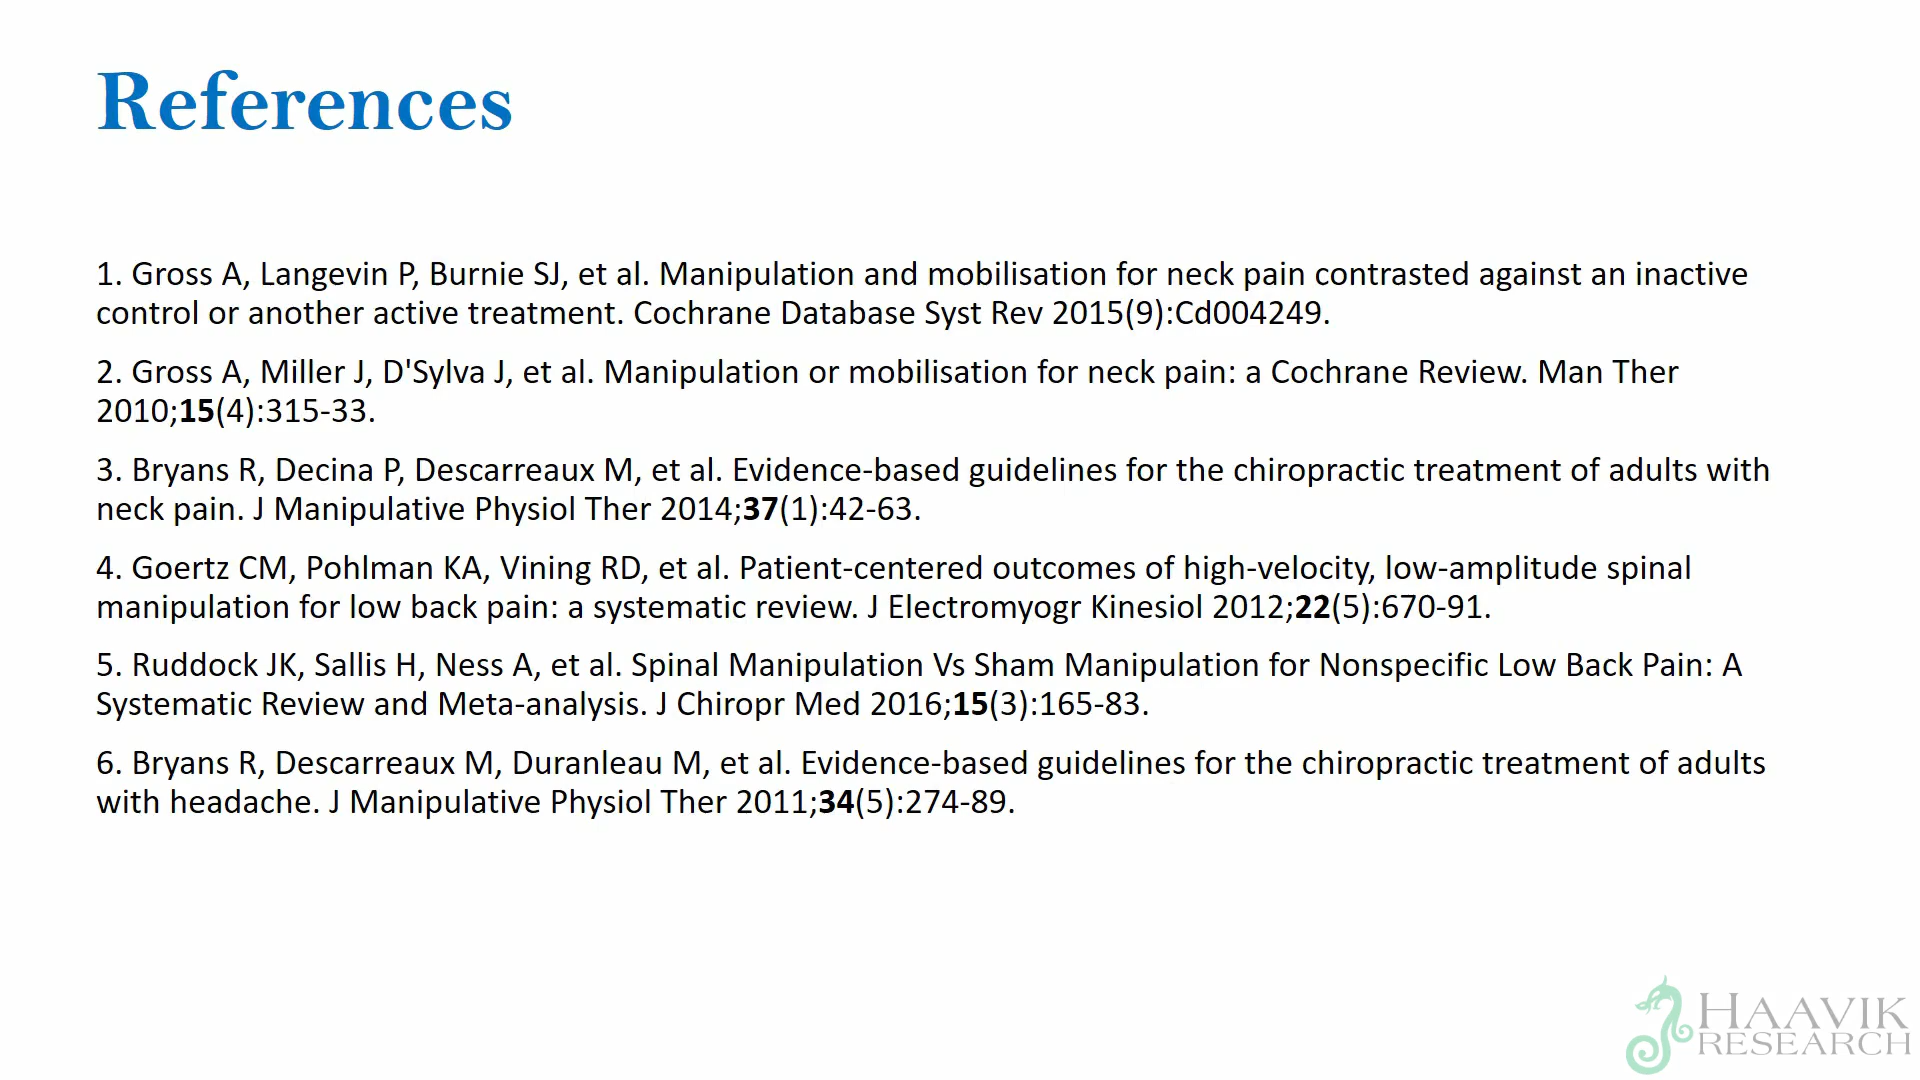 References
1. Gross A, Langevin P, Burnie SJ, et al. Manipulation and mobilisation for neck pain contrasted against an inactive
control or another active treatment. Cochrane Database Syst Rev 2015(9):Cd004249.
2. Gross A, Miller J, D'Sylva J, et al. Manipulation or mobilisation for neck pain: a Cochrane Review. Man Ther
2010;15(4):315-33.
3. Bryans R, Decina P, Descarreaux M, et al. Evidence-based guidelines for the chiropractic treatment of adults with
neck pain. J Manipulative Physiol Ther 2014;37(1):42-63.
4. Goertz CM, Pohlman KA, Vining RD, et al. Patient-centered outcomes of high-velocity, low-amplitude spinal
manipulation for low back pain: a systematic review. J Electromyogr Kinesiol 2012;22(5):670-91.
5. Ruddock JK, Sallis H, Ness A, et al. Spinal Manipulation Vs Sham Manipulation for Nonspecific Low Back Pain: A
Systematic Review and Meta-analysis. J Chiropr Med 2016;15(3):165-83.
6. Bryans R, Descarreaux M, Duranleau M, et al. Evidence-based guidelines for the chiropractic treatment of adults
with headache. J Manipulative Physiol Ther 2011;34(5):274-89.
HAAVIK
RESEARCH